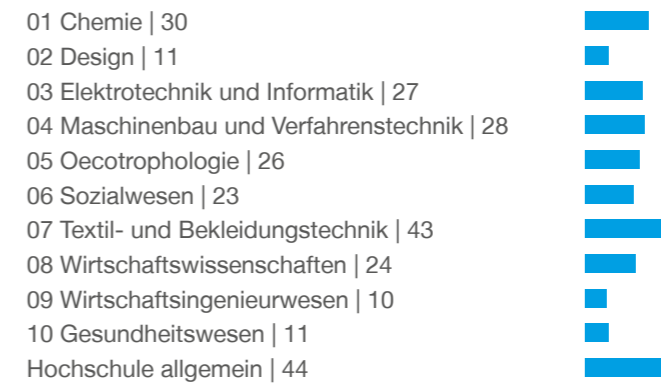 01 Chemie | 30
02 Design | 11
03 Elektrotechnik und Informatik | 27
04 Maschinenbau und Verfahrenstechnik | 28
05 Oecotrophologie | 26
06 Sozialwesen | 23
07 Textil- und Bekleidungstechnik | 43
08 Wirtschaftswissenschaften | 24
09 Wirtschaftsingenieurwesen | 10
10 Gesundheitswesen | 11
Hochschule allgemein | 44